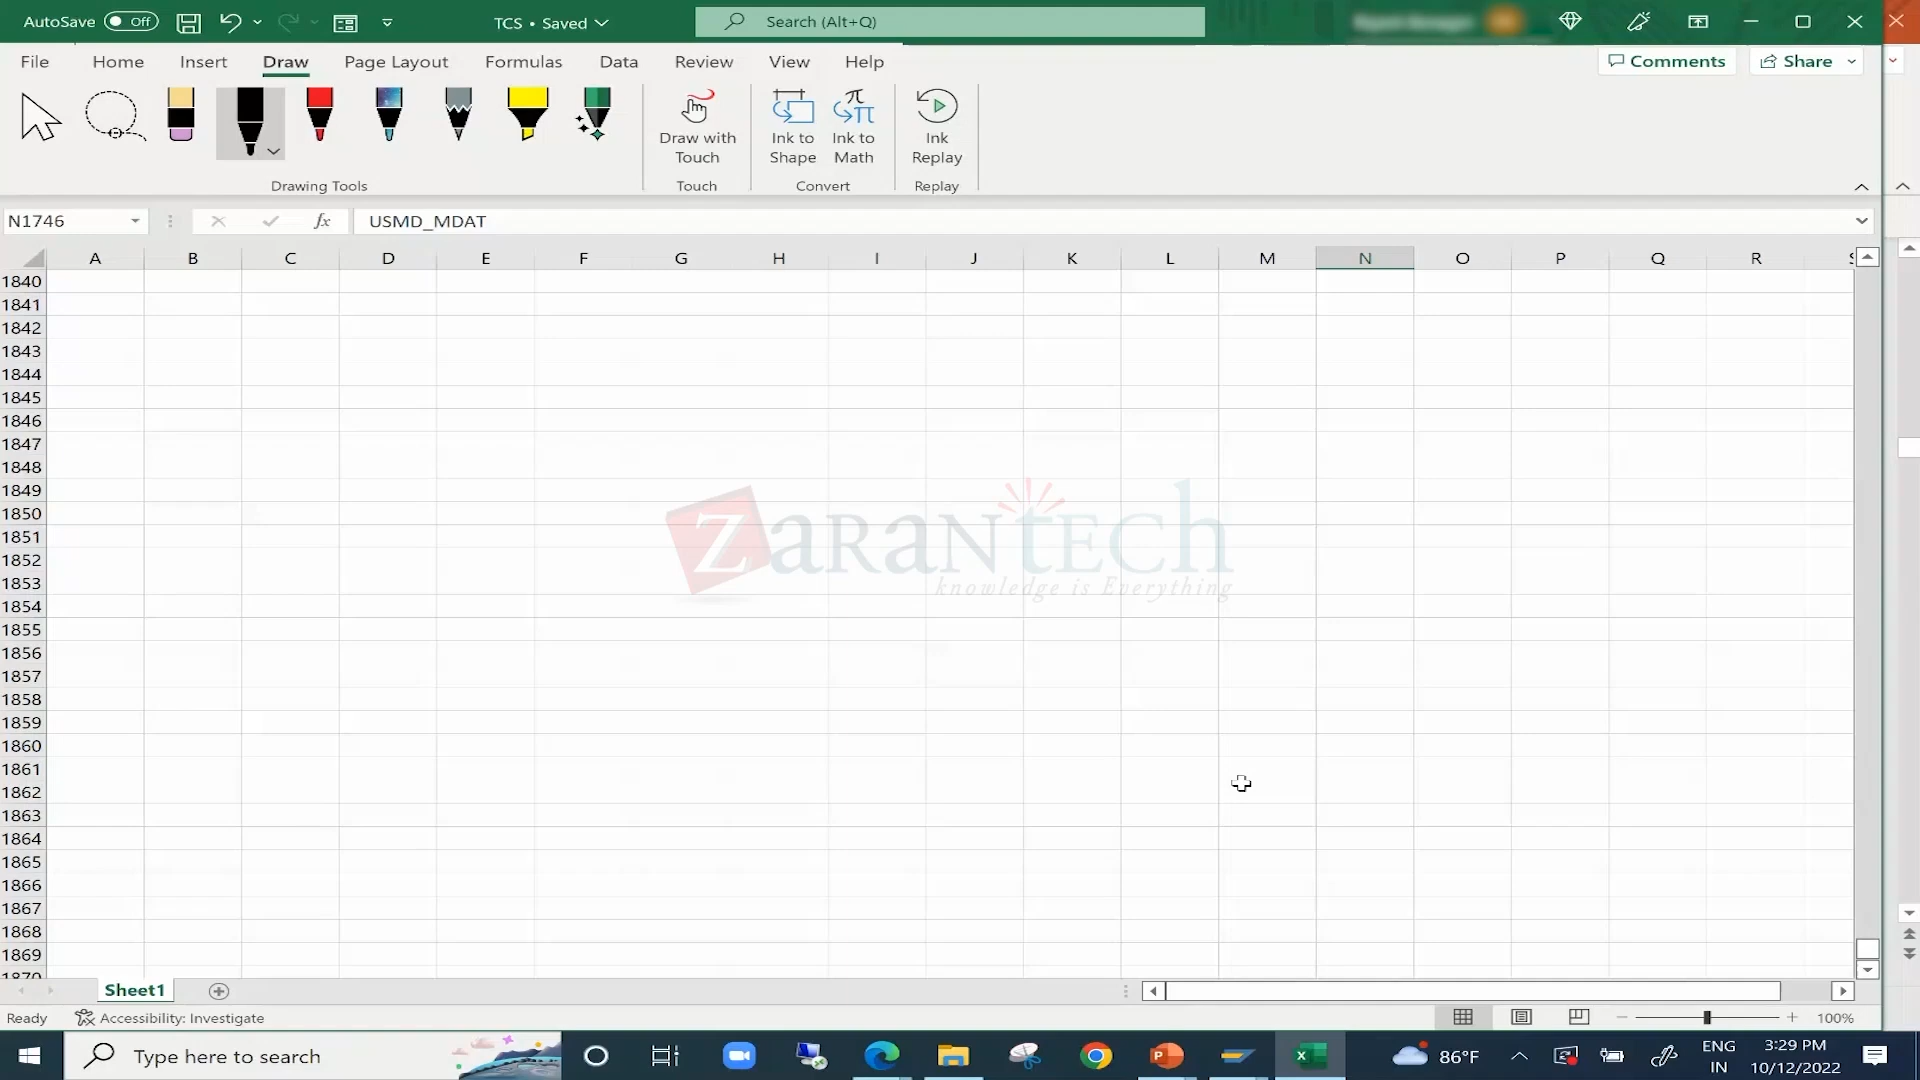 AutoSave Off TCS • Saved Search (Alt+Q)
File Home Insert Draw Page Layout Formulas Data Review View Help Comments Share
Draw with Touch
Ink to Shape
Ink to Math
Ink Replay
Drawing Tools Touch Convert Replay
N1746 fx USMD_MDAT
A B C D E F G H I J K L M N O P Q R S
1840
1841
1842
1843
1844
1845
1846
1847
1848
1849
1850
1851
1852
1853
1854
1855
1856
1857
1858
1859
1860
1861
1862
1863
1864
1865
1866
1867
1868
1869
1870
ZaranTech
knowledge is Everything
Sheet1
Ready Accessibility: Investigate 100%
Type here to search 86°F ENG IN 3:29 PM 10/12/2022